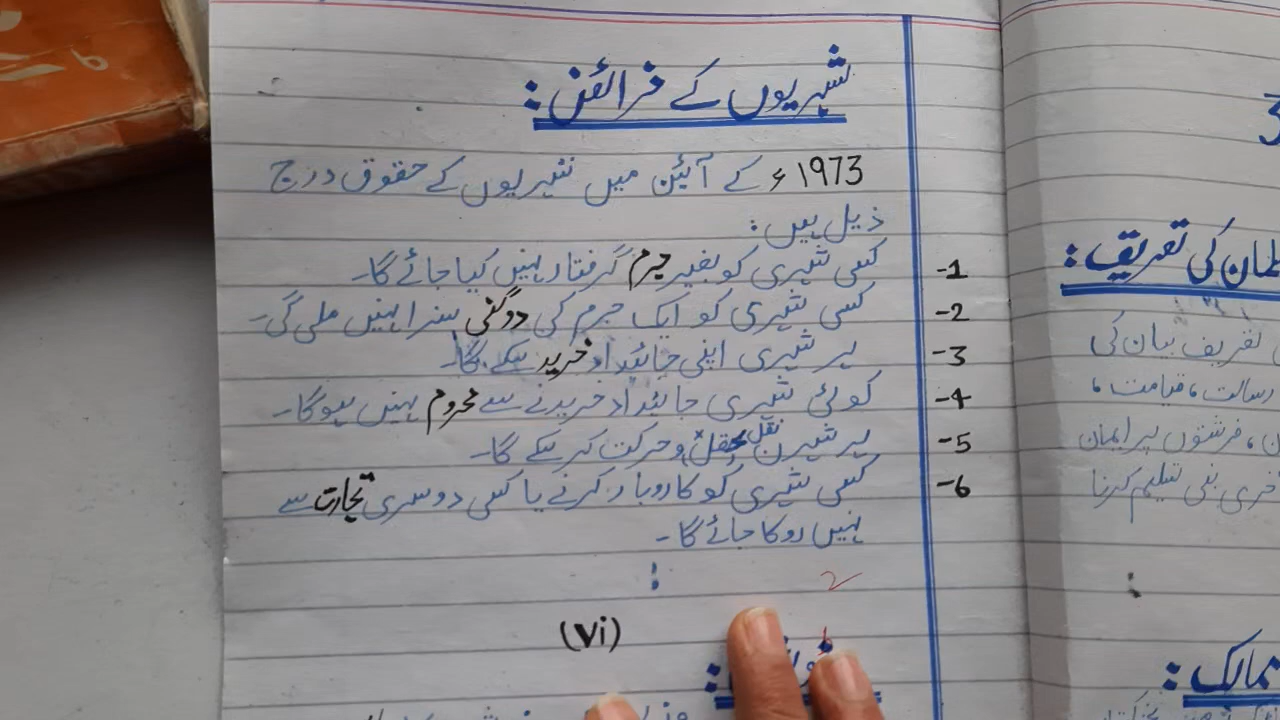 شہریوں کے فرائض:
1973ء کے آئین میں شہریوں کے حقوق درج
ذیل ہیں:
1- کسی شہری کو بغیر جرم گرفتار نہیں کیا جائے گا۔
2- کسی شہری کو ایک جرم کی دوگنی سزا نہیں ملی گی۔
3- ہر شہری اپنی جائیداد خرید سکے گا۔
4- کوئی شہری جائیداد خریدنے سے محروم نہیں ہوگا۔
5- ہر شہری نقل و حرکت کر سکے گا۔
6- کسی شہری کو کاروبار کرنے یا کسی دوسری تجارت سے
نہیں روکا جائے گا۔
(vi)
کی تعریف:
تعریف بیان کی
رسالت، قیامت،
، فرشتوں پر ایمان
تسلیم کرنا
ممالک: